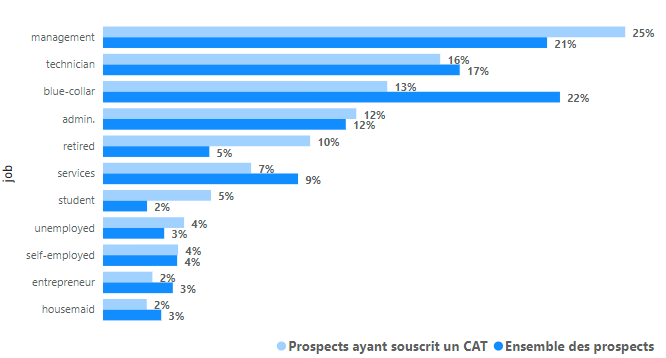 management 25%
21%
technician 16%
17%
blue-collar 13%
22%
admin. 12%
12%
retired 10%
5%
job
services 7%
9%
student 5%
2%
unemployed 4%
3%
self-employed 4%
4%
entrepreneur 2%
3%
housemaid 2%
3%
Prospects ayant souscrit un CAT Ensemble des prospects